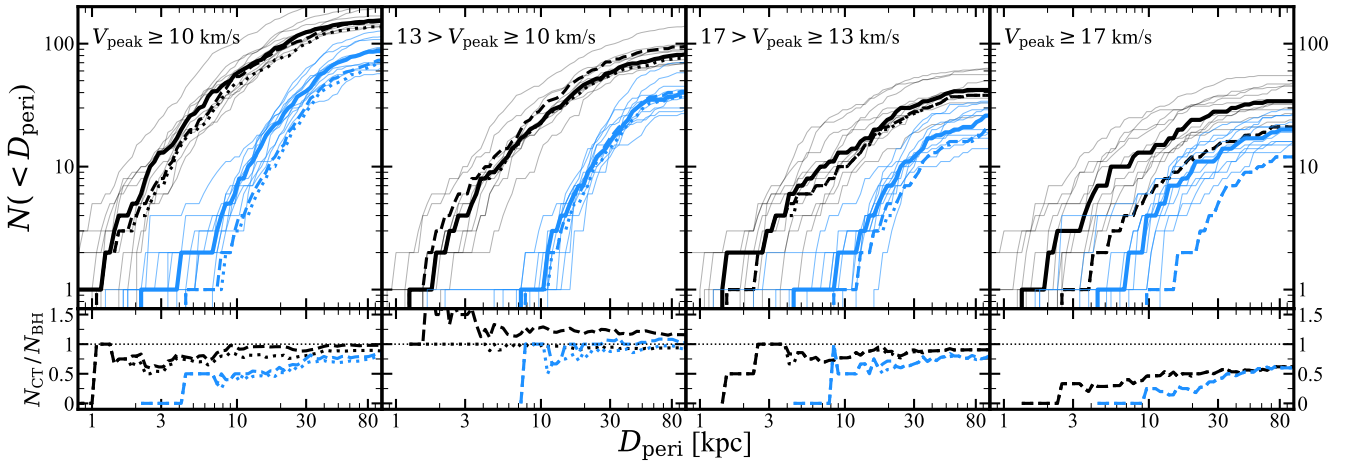 V_peak ≥ 10 km/s
13 > V_peak ≥ 10 km/s
17 > V_peak ≥ 13 km/s
V_peak ≥ 17 km/s
100
10
1
100
10
1
N(< D_peri)
1.5
1
0.5
0
1.5
1
0.5
0
N_CT/N_BH
1 3 10 30 80
1 3 10 30 80
1 3 10 30 80
1 3 10 30 80
D_peri [kpc]